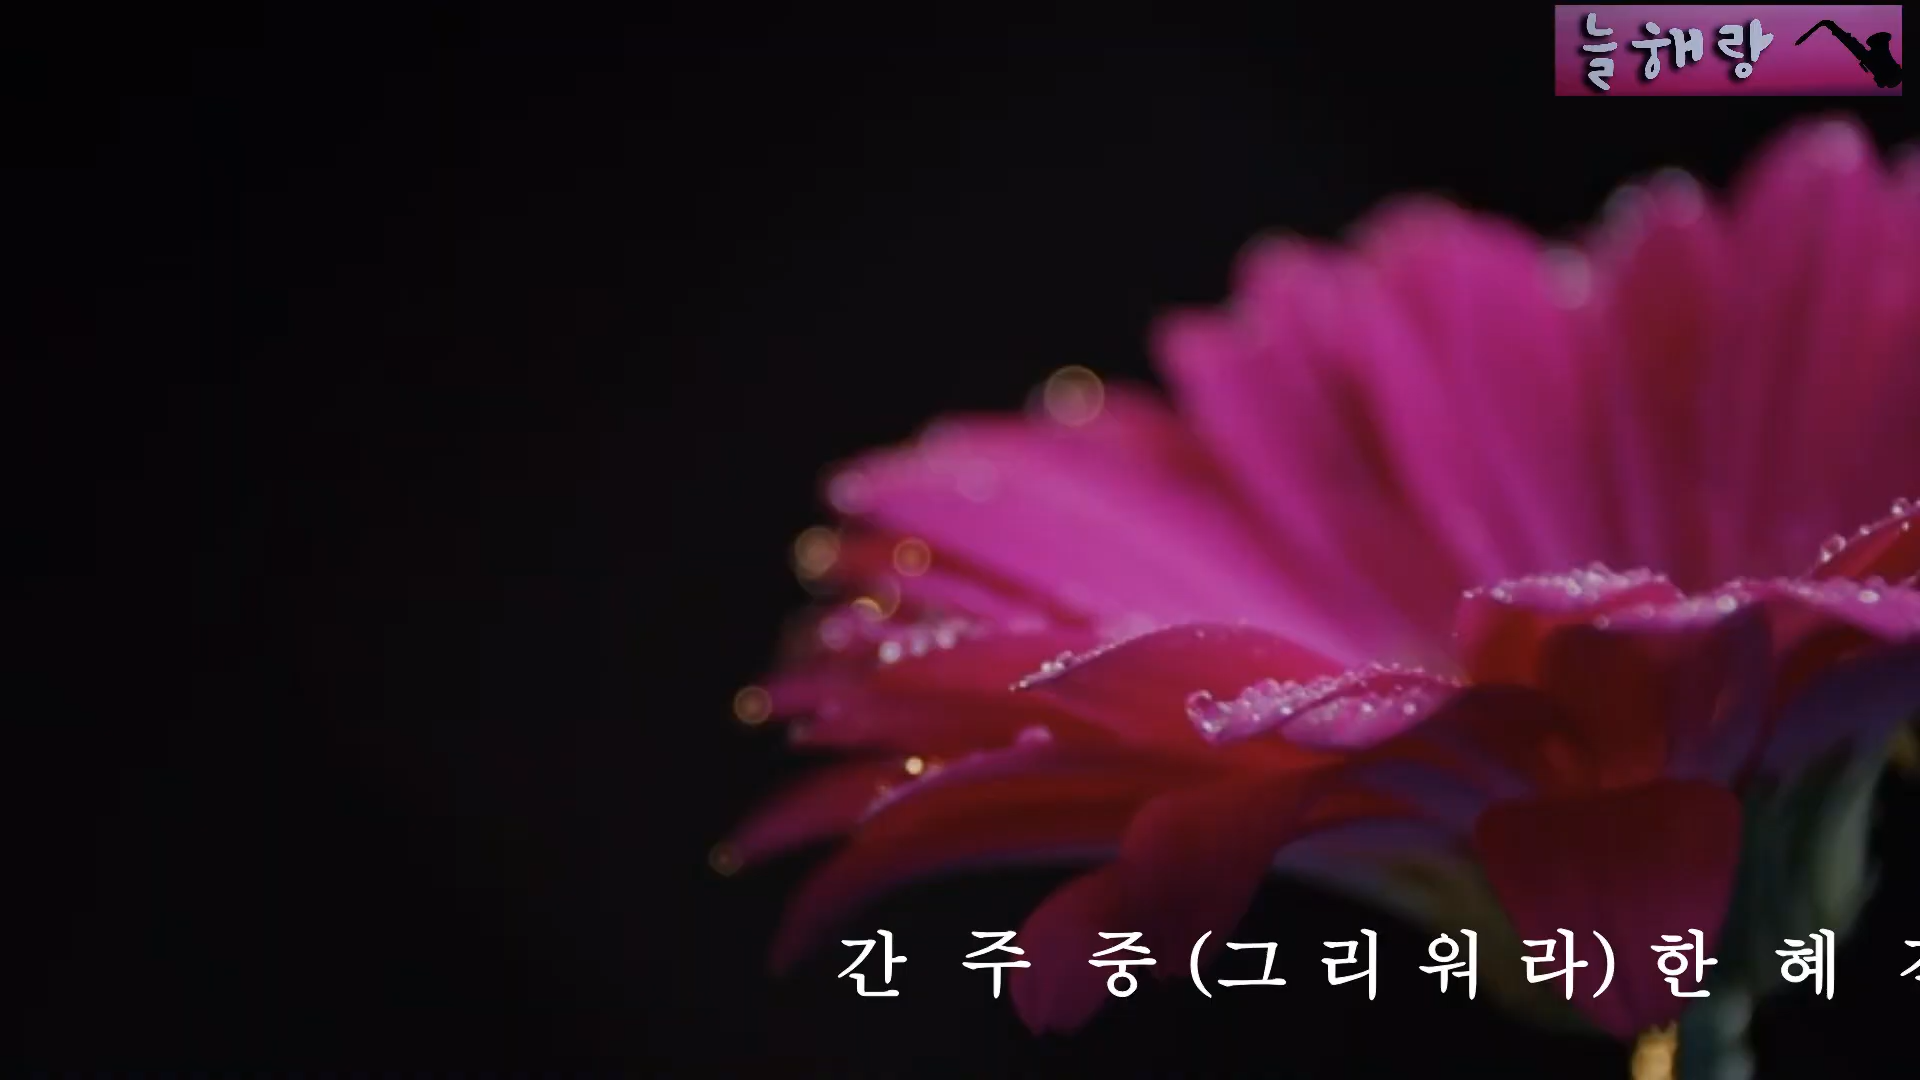 늘해랑
간 주 중 (그 리 워 라) 한 혜